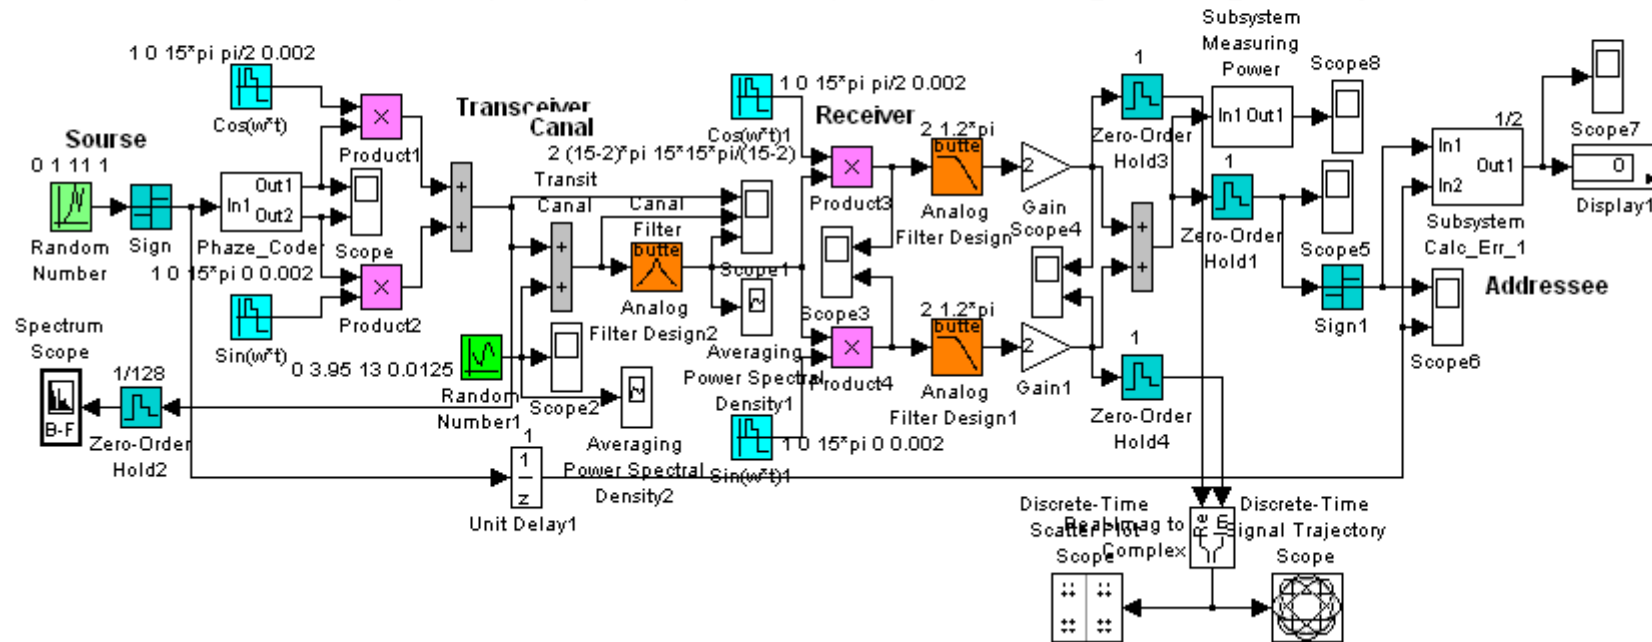 Subsystem
Measuring
Power
1
Scope8
1 0 15*pi pi/2 0.002
Cos(w*t)
Transceiver
Canal
1 0 15*pi pi/2 0.002
Cos(w*t)1
Receiver
2 1.2*pi
butte
Zero-Order
Hold3
In1 Out1
1/2
Scope7
Sourse
0 1 11 1
Product1
2 (15-2)*pi 15*15*pi/(15-2)
Transit
Canal
Product3
Analog
Filter Design
2
Gain
1
In1
In2
Out1
0
Display1
Random
Number
Sign
In1
Out1
Out2
Phaze_Coder
Scope
Canal
Filter
butte
Scope1
Scope4
Zero-Order
Hold1
Scope5
Subsystem
Calc_Err_1
1 0 15*pi 0 0.002
Sin(w*t)
Product2
Analog
Filter Design2
Scope3
2 1.2*pi
butte
Sign1
Addressee
Scope6
Spectrum
Scope
B-F
1/128
Zero-Order
Hold2
0 3.95 13 0.0125
Random
Number1
Scope2
Averaging
Power Spectral
Density1
Product4
Analog
Filter Design1
2
Gain1
1
Zero-Order
Hold4
Averaging
Power Spectral
Density2
1 0 15*pi 0 0.002
Sin(w*t)1
1
1
z
Unit Delay1
Discrete-Time
Scatter Plot
Scope
Real-Imag to
Complex
Re
Im
Discrete-Time
Signal Trajectory
Scope